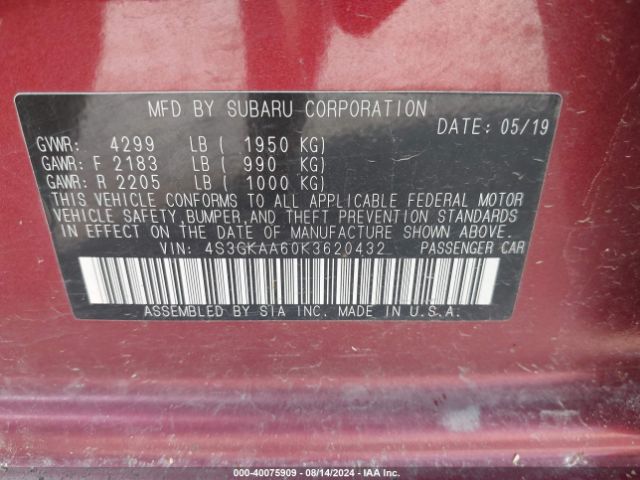 MFD BY SUBARU CORPORATION
DATE: 05/19
GVWR: 4299 LB ( 1950 KG)
GAWR: F 2183 LB ( 990 KG)
GAWR: R 2205 LB ( 1000 KG)
THIS VEHICLE CONFORMS TO ALL APPLICABLE FEDERAL MOTOR
VEHICLE SAFETY, BUMPER, AND THEFT PREVENTION STANDARDS
IN EFFECT ON THE DATE OF MANUFACTURE SHOWN ABOVE.
VIN: 4S3GKAA60K3620432 PASSENGER CAR
ASSEMBLED BY SIA INC. MADE IN U.S.A.
000-40075909 - 08/14/2024 - IAA Inc.